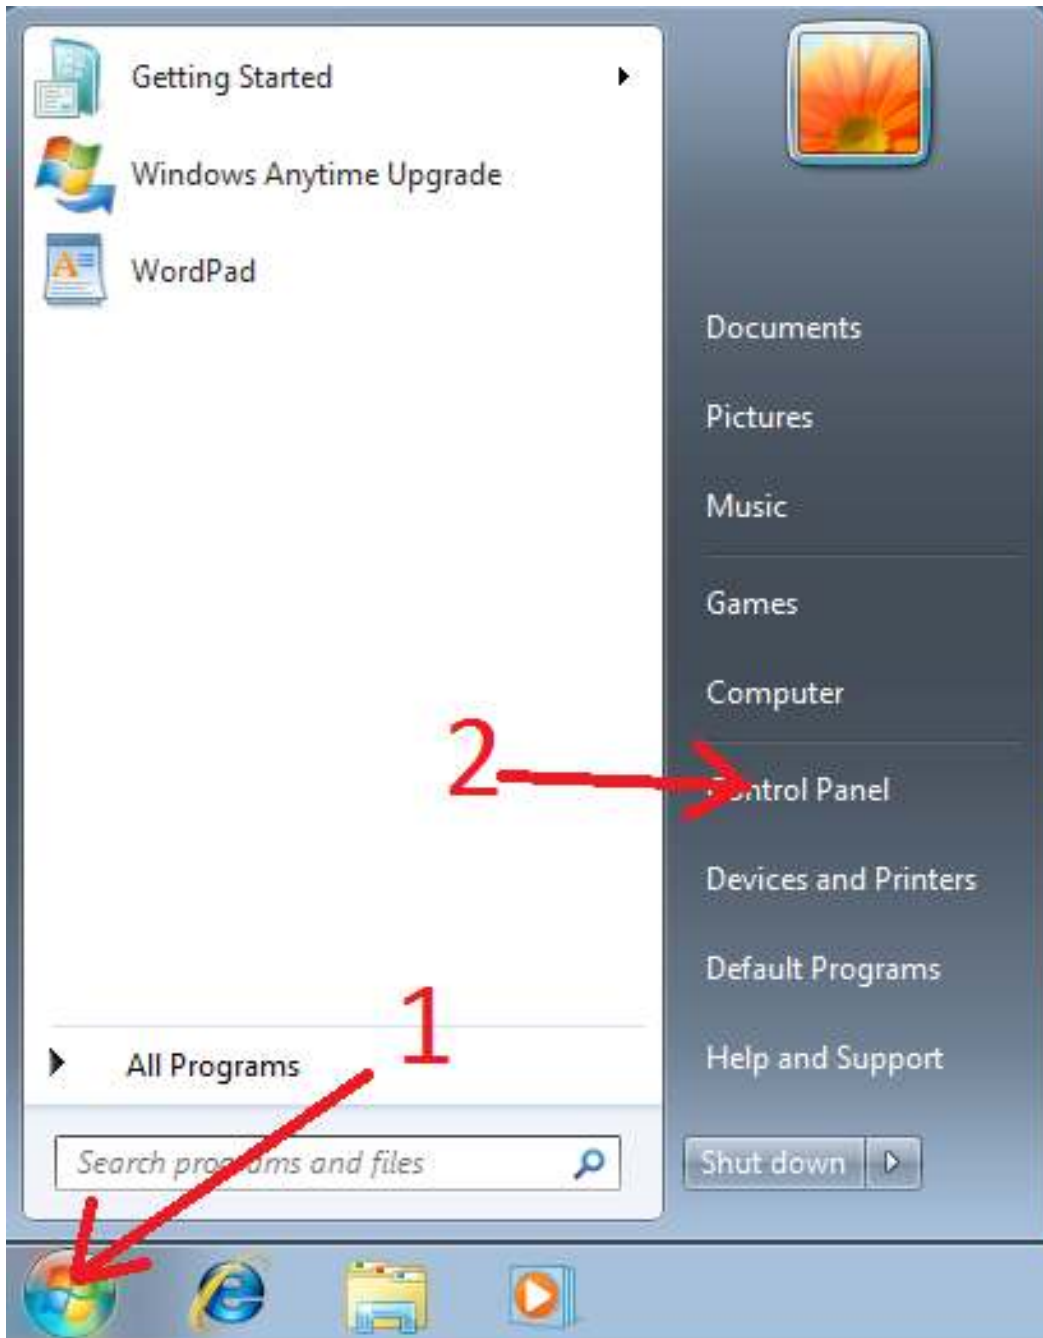 Getting Started
Windows Anytime Upgrade
WordPad
Documents
Pictures
Music
Games
Computer
2
Control Panel
Devices and Printers
Default Programs
1
All Programs
Help and Support
Search programs and files
Shut down